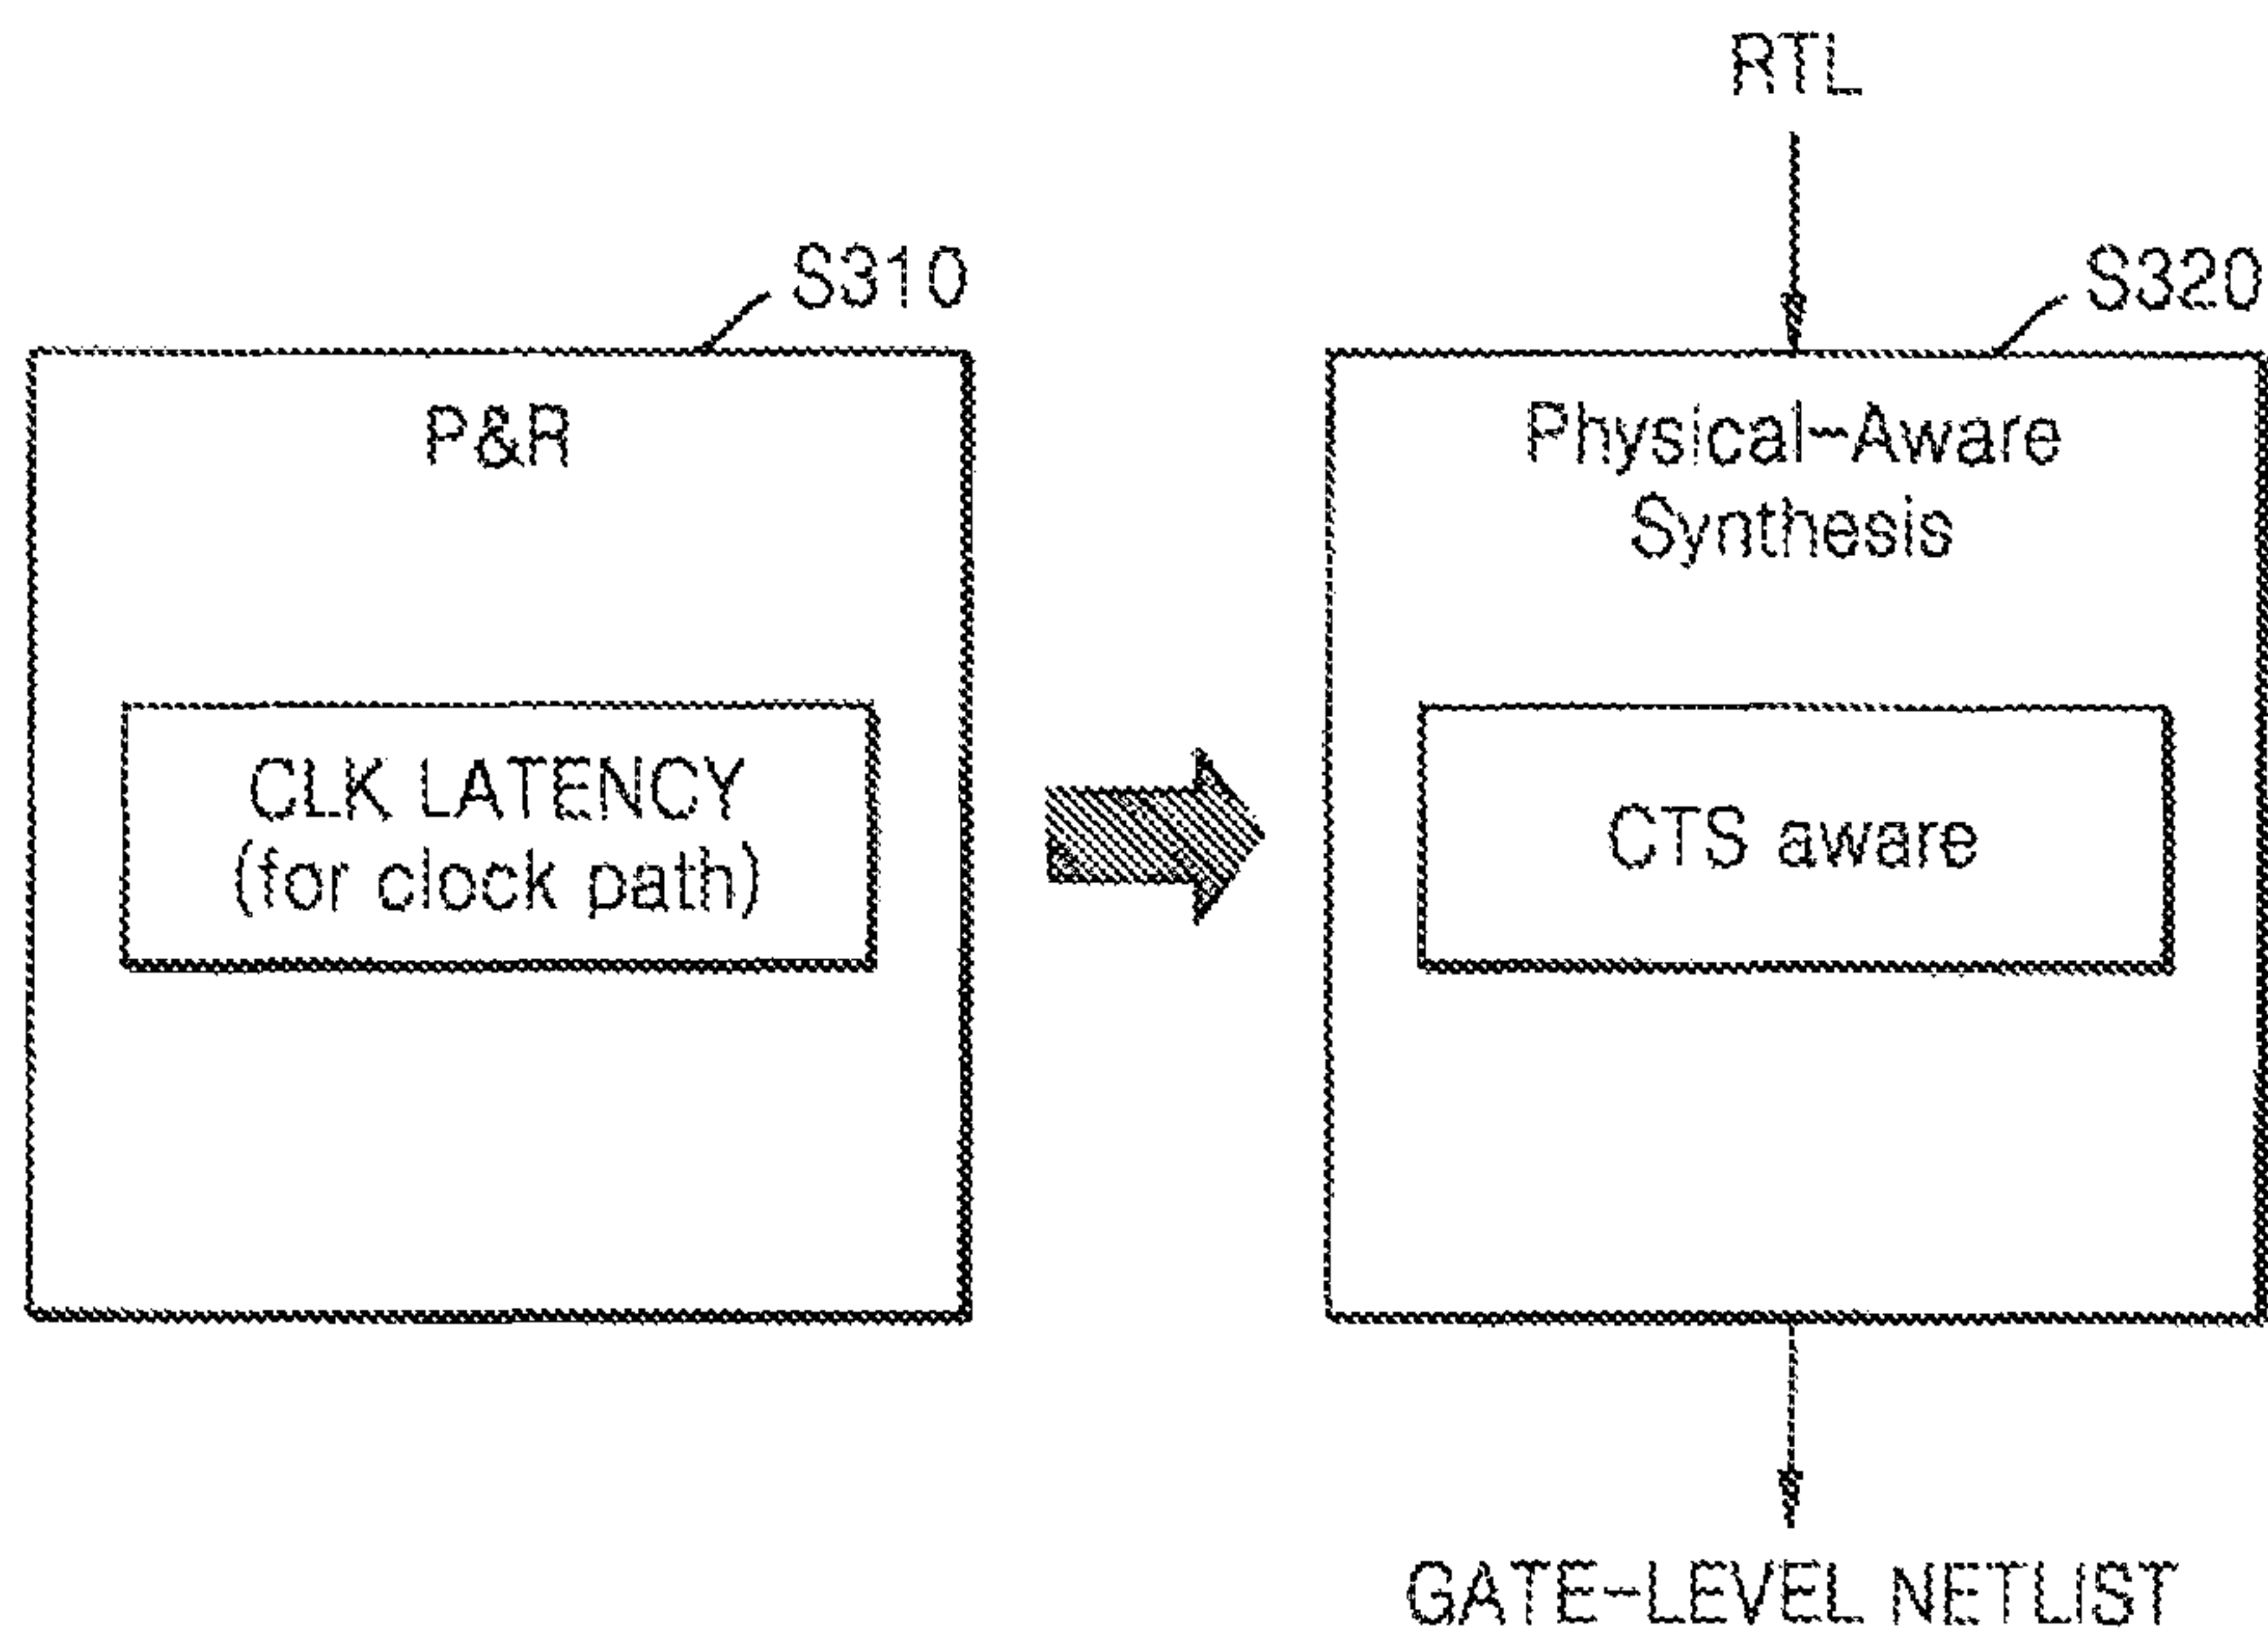 RTL
S310
S320
P&R
Physical-Aware
Synthesis
CLK LATENCY
(for clock path)
CTS aware
GATE-LEVEL NETLIST